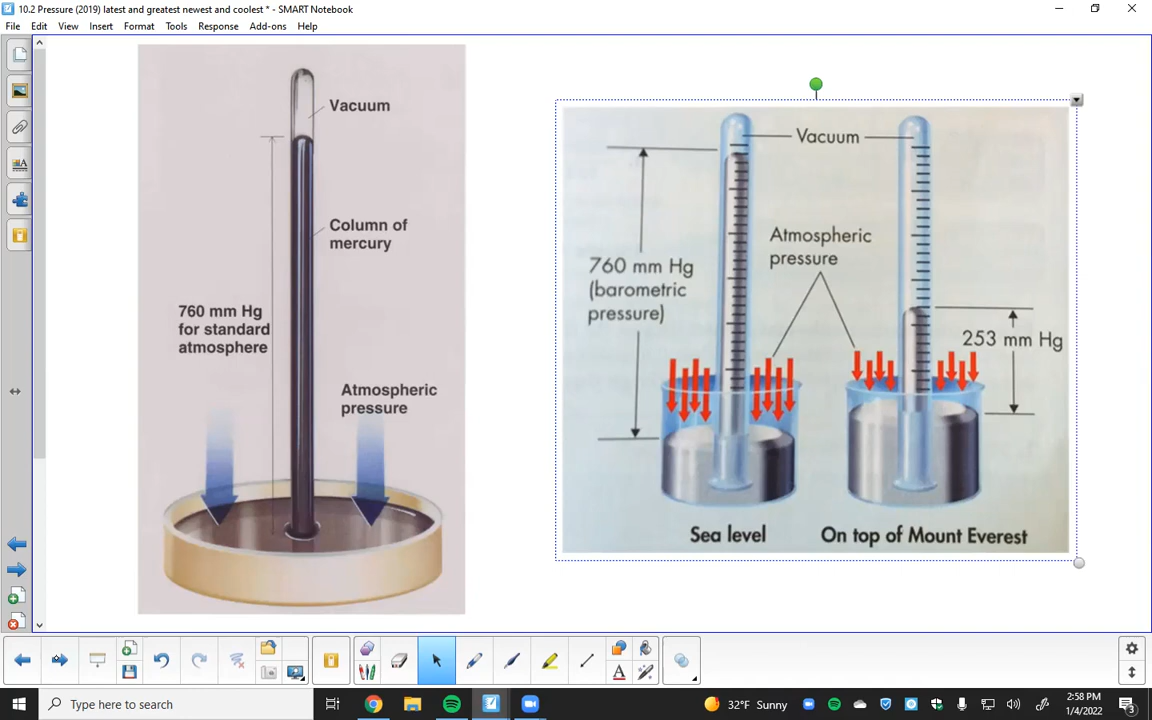 10.2 Pressure (2019) latest and greatest newest and coolest * - SMART Notebook
File Edit View Insert Format Tools Response Add-ons Help
Vacuum
Column of
mercury
760 mm Hg
for standard
atmosphere
Atmospheric
pressure
Vacuum
Atmospheric
pressure
760 mm Hg
(barometric
pressure)
253 mm Hg
Sea level
On top of Mount Everest
Type here to search
32°F Sunny
2:58 PM
1/4/2022
3